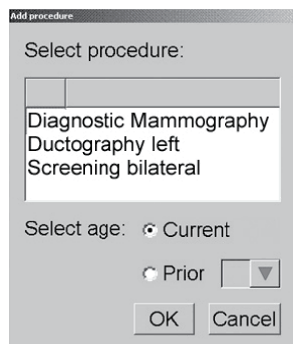 Add procedure
Select procedure:
Diagnostic Mammography
Ductography left
Screening bilateral
Select age: Current
Prior
OK Cancel